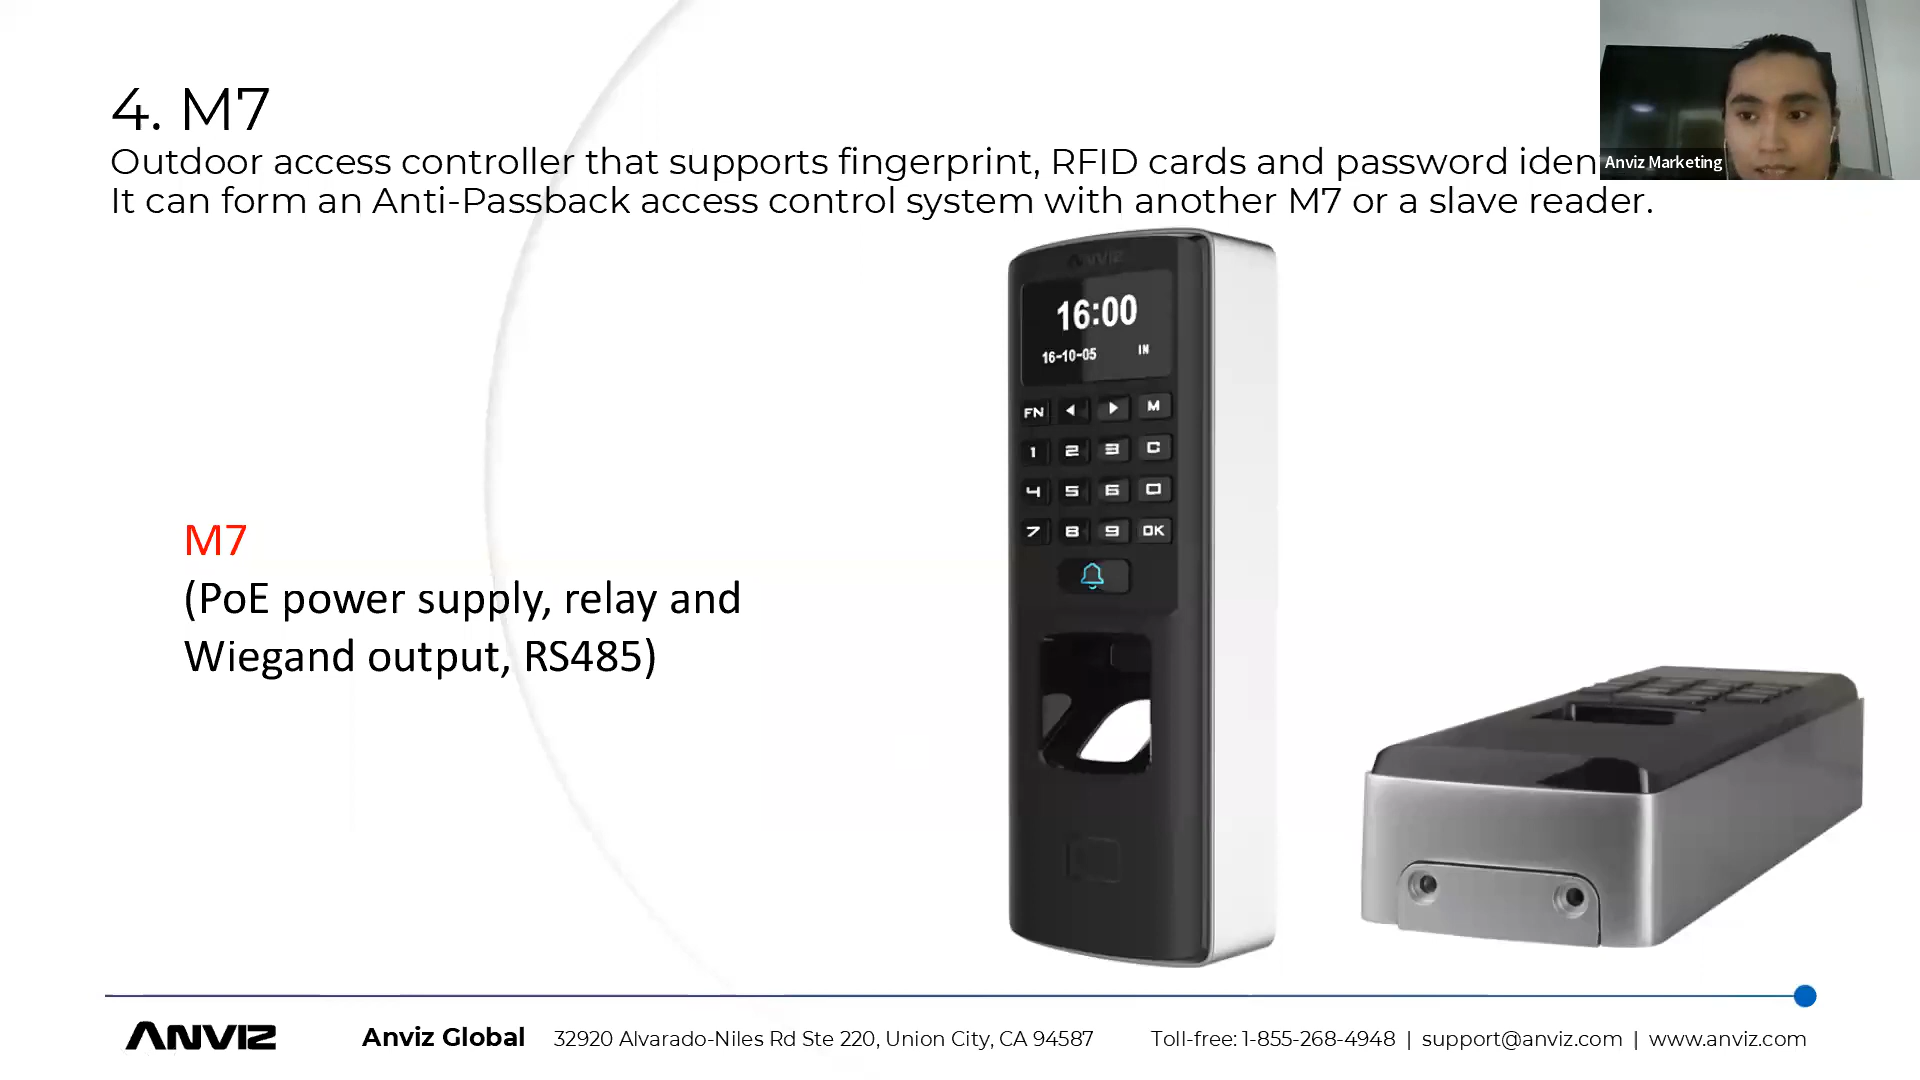 4. M7
Outdoor access controller that supports fingerprint, RFID cards and password iden
It can form an Anti-Passback access control system with another M7 or a slave reader.
Anviz Marketing
ANVIZ
16:00
16-10-05 IN
FN M
1 2 3 C
4 5 6 0
7 8 9 OK
M7
(PoE power supply, relay and
Wiegand output, RS485)
ANVIZ
Anviz Global 32920 Alvarado-Niles Rd Ste 220, Union City, CA 94587 Toll-free: 1-855-268-4948 | support@anviz.com | www.anviz.com